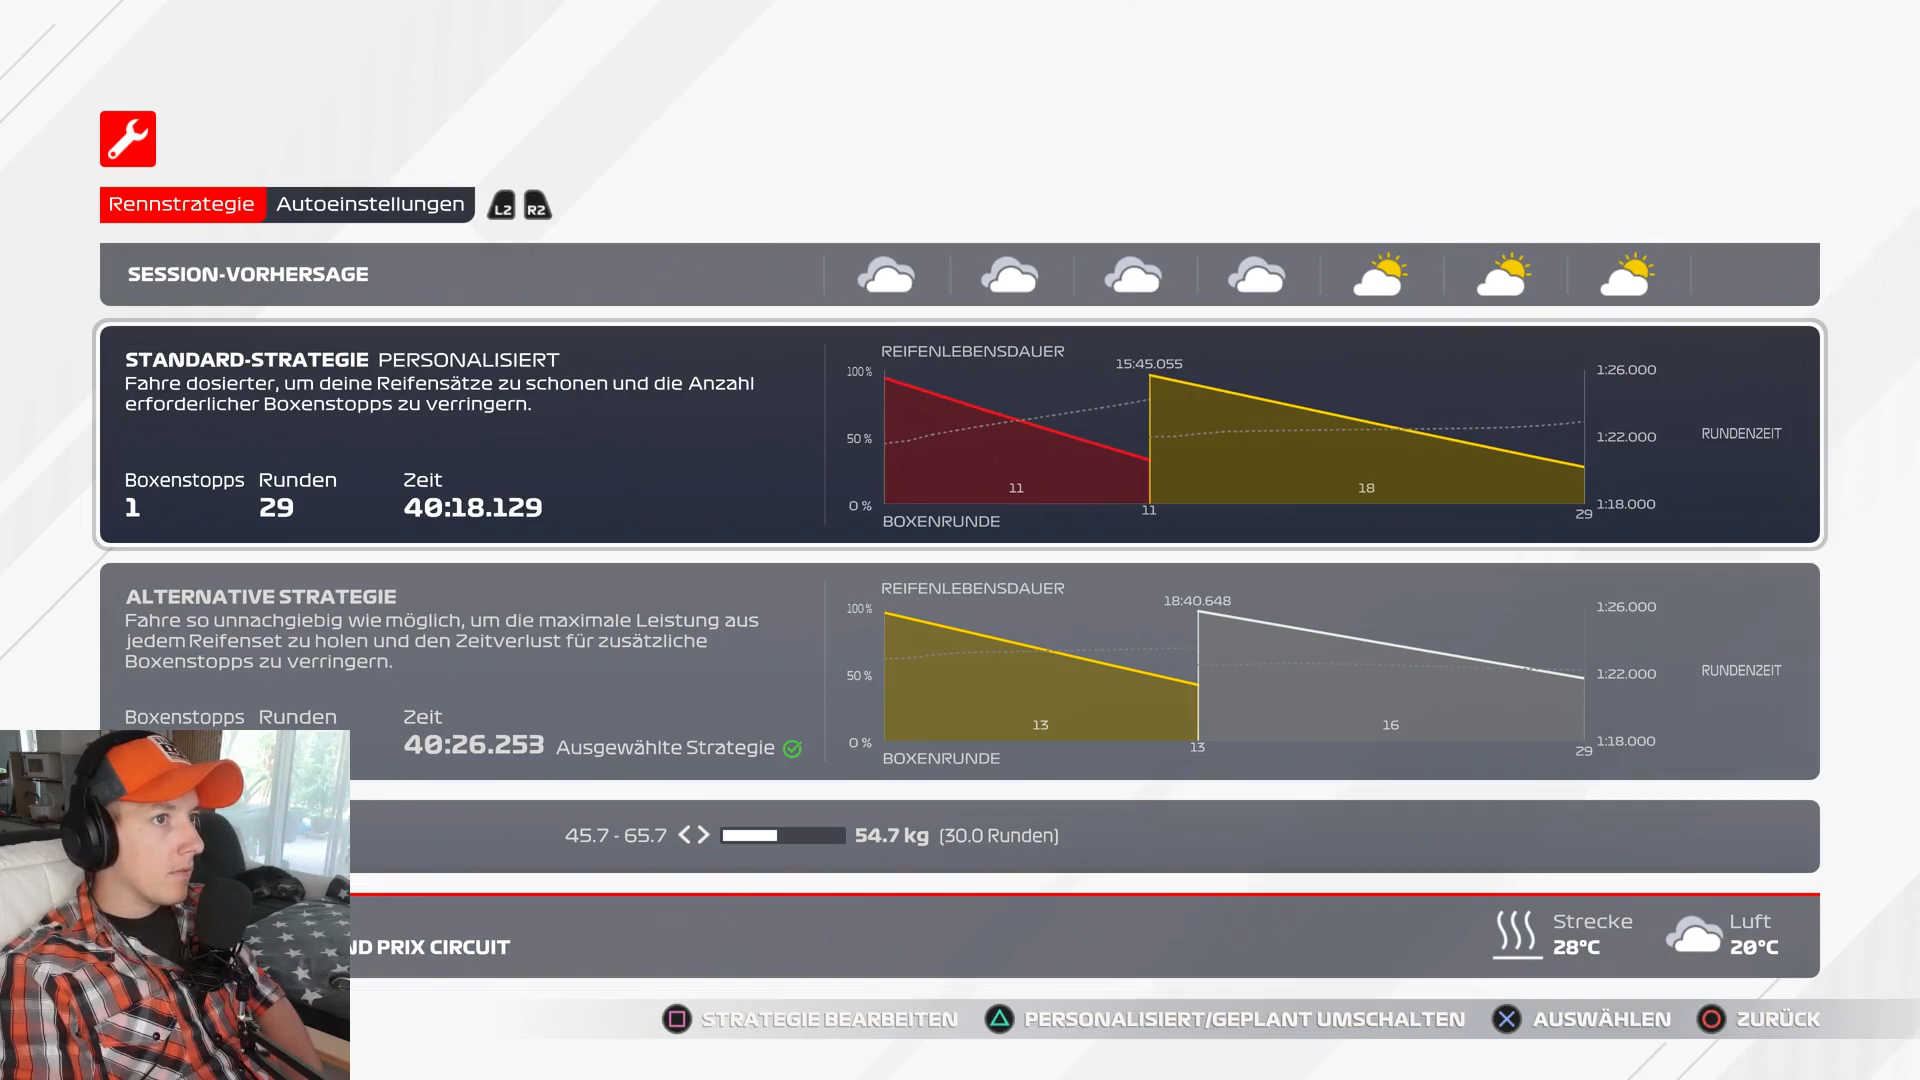 Rennstrategie Autoeinstellungen L2 R2
SESSION-VORHERSAGE
STANDARD-STRATEGIE PERSONALISIERT
Fahre dosierter, um deine Reifensätze zu schonen und die Anzahl
erforderlicher Boxenstopps zu verringern.
Boxenstopps Runden Zeit
1 29 40:18.129
REIFENLEBENSDAUER
15:45.055
100%
50 %
0 %
11
18
11
29
BOXENRUNDE
1:26.000
1:22.000
1:18.000
RUNDENZEIT
ALTERNATIVE STRATEGIE
Fahre so unnachgiebig wie möglich, um die maximale Leistung aus
jedem Reifenset zu holen und den Zeitverlust für zusätzliche
Boxenstopps zu verringern.
Boxenstopps Runden Zeit
40:26.253 Ausgewählte Strategie
REIFENLEBENSDAUER
18:40.648
100%
50 %
0 %
13
16
13
29
BOXENRUNDE
1:26.000
1:22.000
1:18.000
RUNDENZEIT
45.7 - 65.7 54.7 kg (30.0 Runden)
ND PRIX CIRCUIT
Strecke
28°C
Luft
20°C
STRATEGIE BEARBEITEN PERSONALISIERT/GEPLANT UMSCHALTEN AUSWÄHLEN ZURÜCK